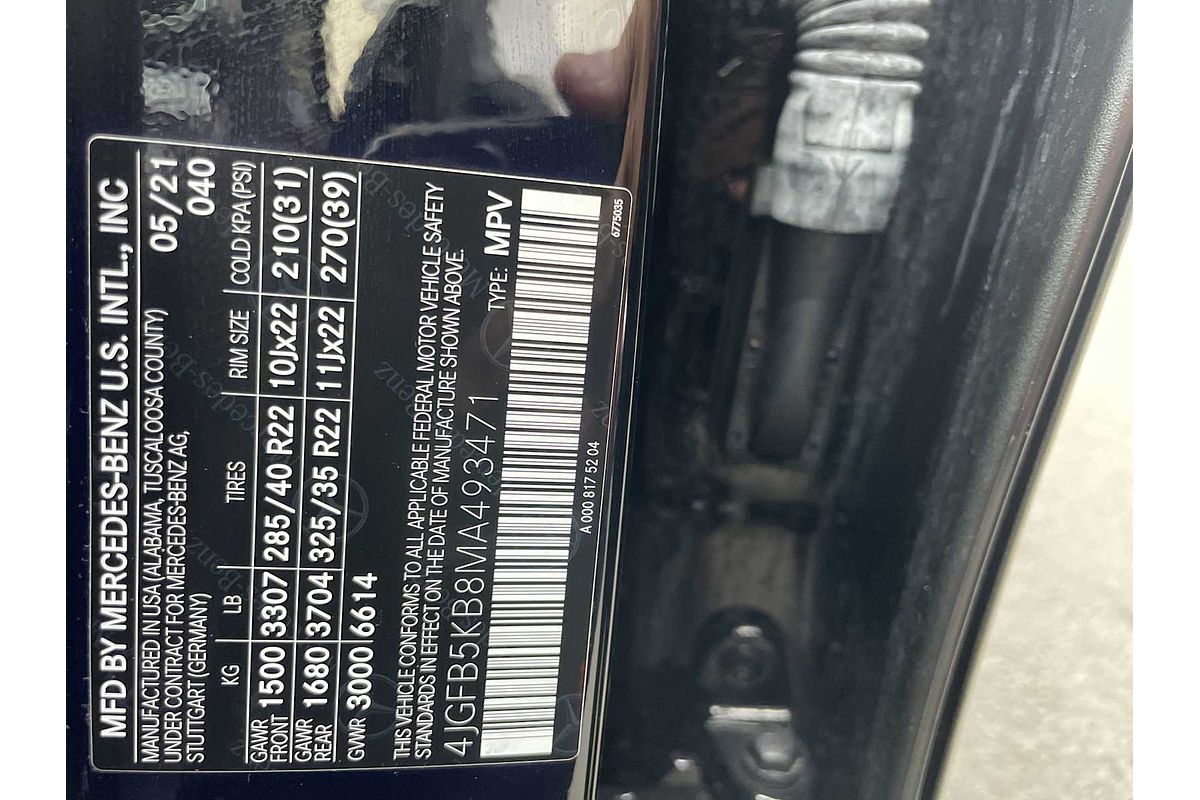 MFD BY MERCEDES-BENZ U.S. INTL., INC
MANUFACTURED IN USA (ALABAMA, TUSCALOOSA COUNTY) 05/21
UNDER CONTRACT FOR MERCEDES-BENZ AG, 040
STUTTGART (GERMANY)
KG LB TIRES RIM SIZE COLD KPA(PSI)
GAWR FRONT 1500 3307 285/40 R22 10Jx22 210(31)
GAWR REAR 1680 3704 325/35 R22 11Jx22 270(39)
GVWR 3000 6614
THIS VEHICLE CONFORMS TO ALL APPLICABLE FEDERAL MOTOR VEHICLE SAFETY
STANDARDS IN EFFECT ON THE DATE OF MANUFACTURE SHOWN ABOVE.
4JGFB5KB8MA493471 TYPE: MPV
A 000 817 52 04 6775035